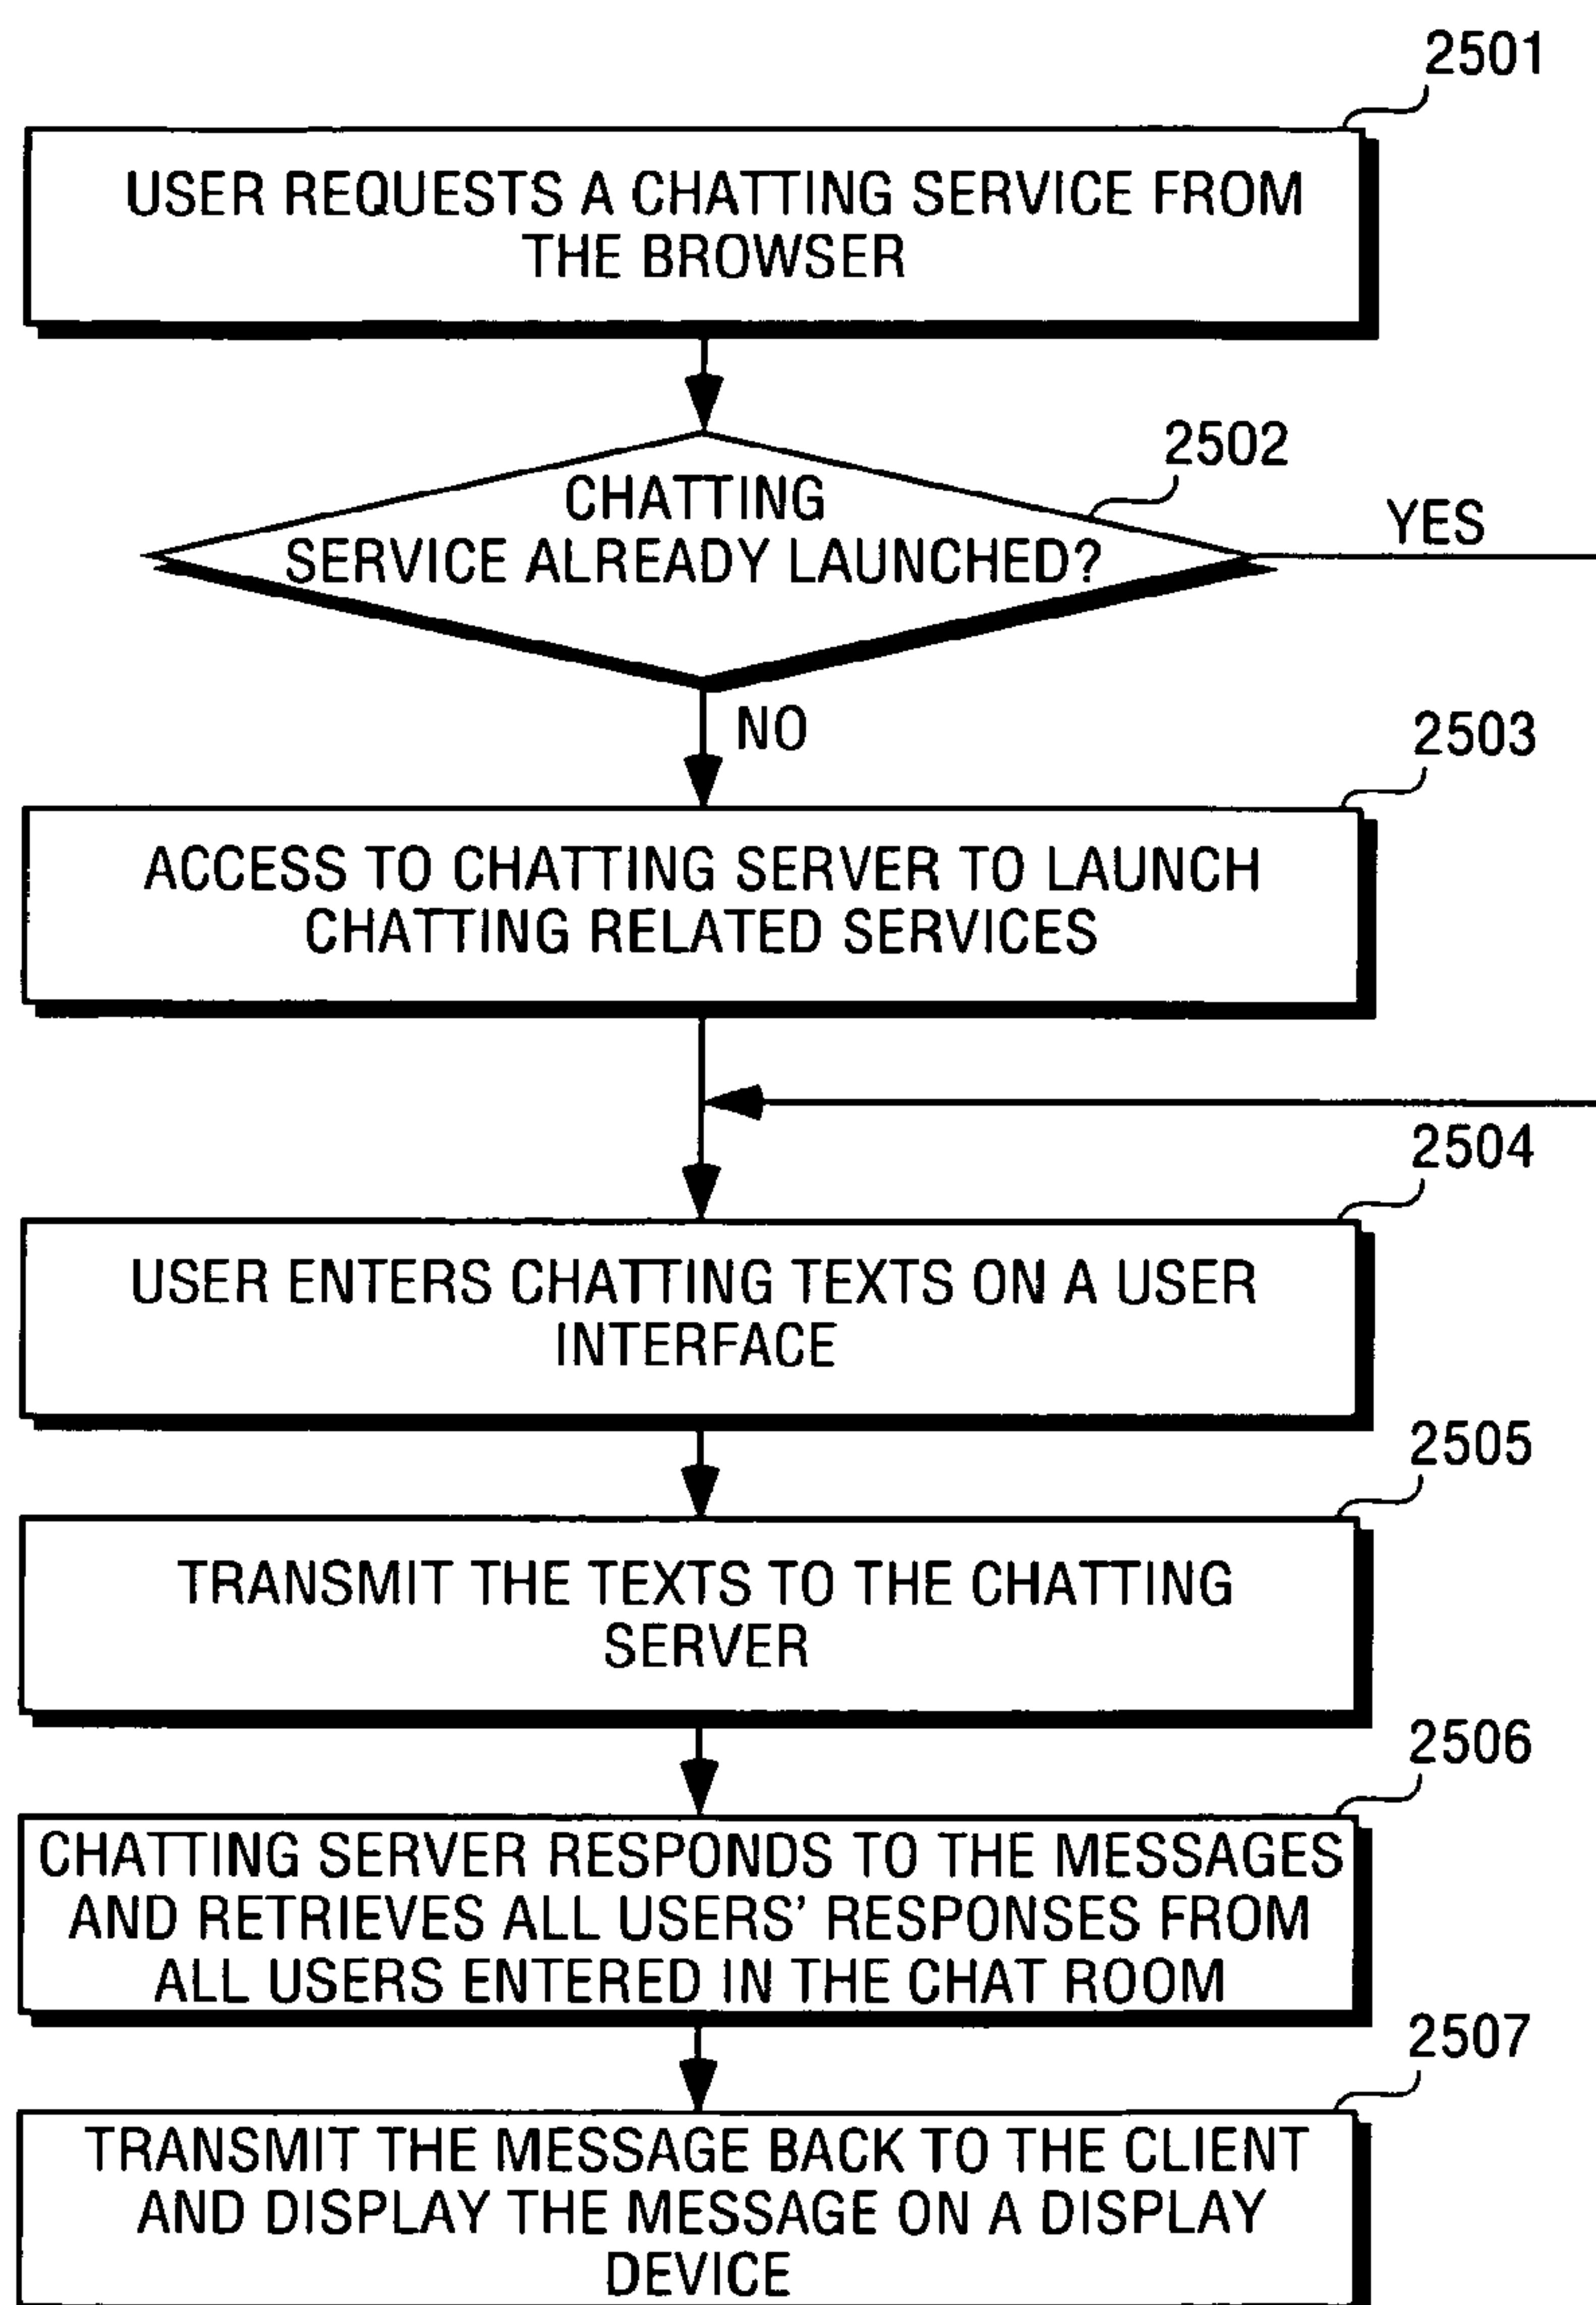 2501
USER REQUESTS A CHATTING SERVICE FROM
THE BROWSER
2502
CHATTING
SERVICE ALREADY LAUNCHED?
YES
NO
2503
ACCESS TO CHATTING SERVER TO LAUNCH
CHATTING RELATED SERVICES
2504
USER ENTERS CHATTING TEXTS ON A USER
INTERFACE
2505
TRANSMIT THE TEXTS TO THE CHATTING
SERVER
2506
CHATTING SERVER RESPONDS TO THE MESSAGES
AND RETRIEVES ALL USERS' RESPONSES FROM
ALL USERS ENTERED IN THE CHAT ROOM
2507
TRANSMIT THE MESSAGE BACK TO THE CLIENT
AND DISPLAY THE MESSAGE ON A DISPLAY
DEVICE